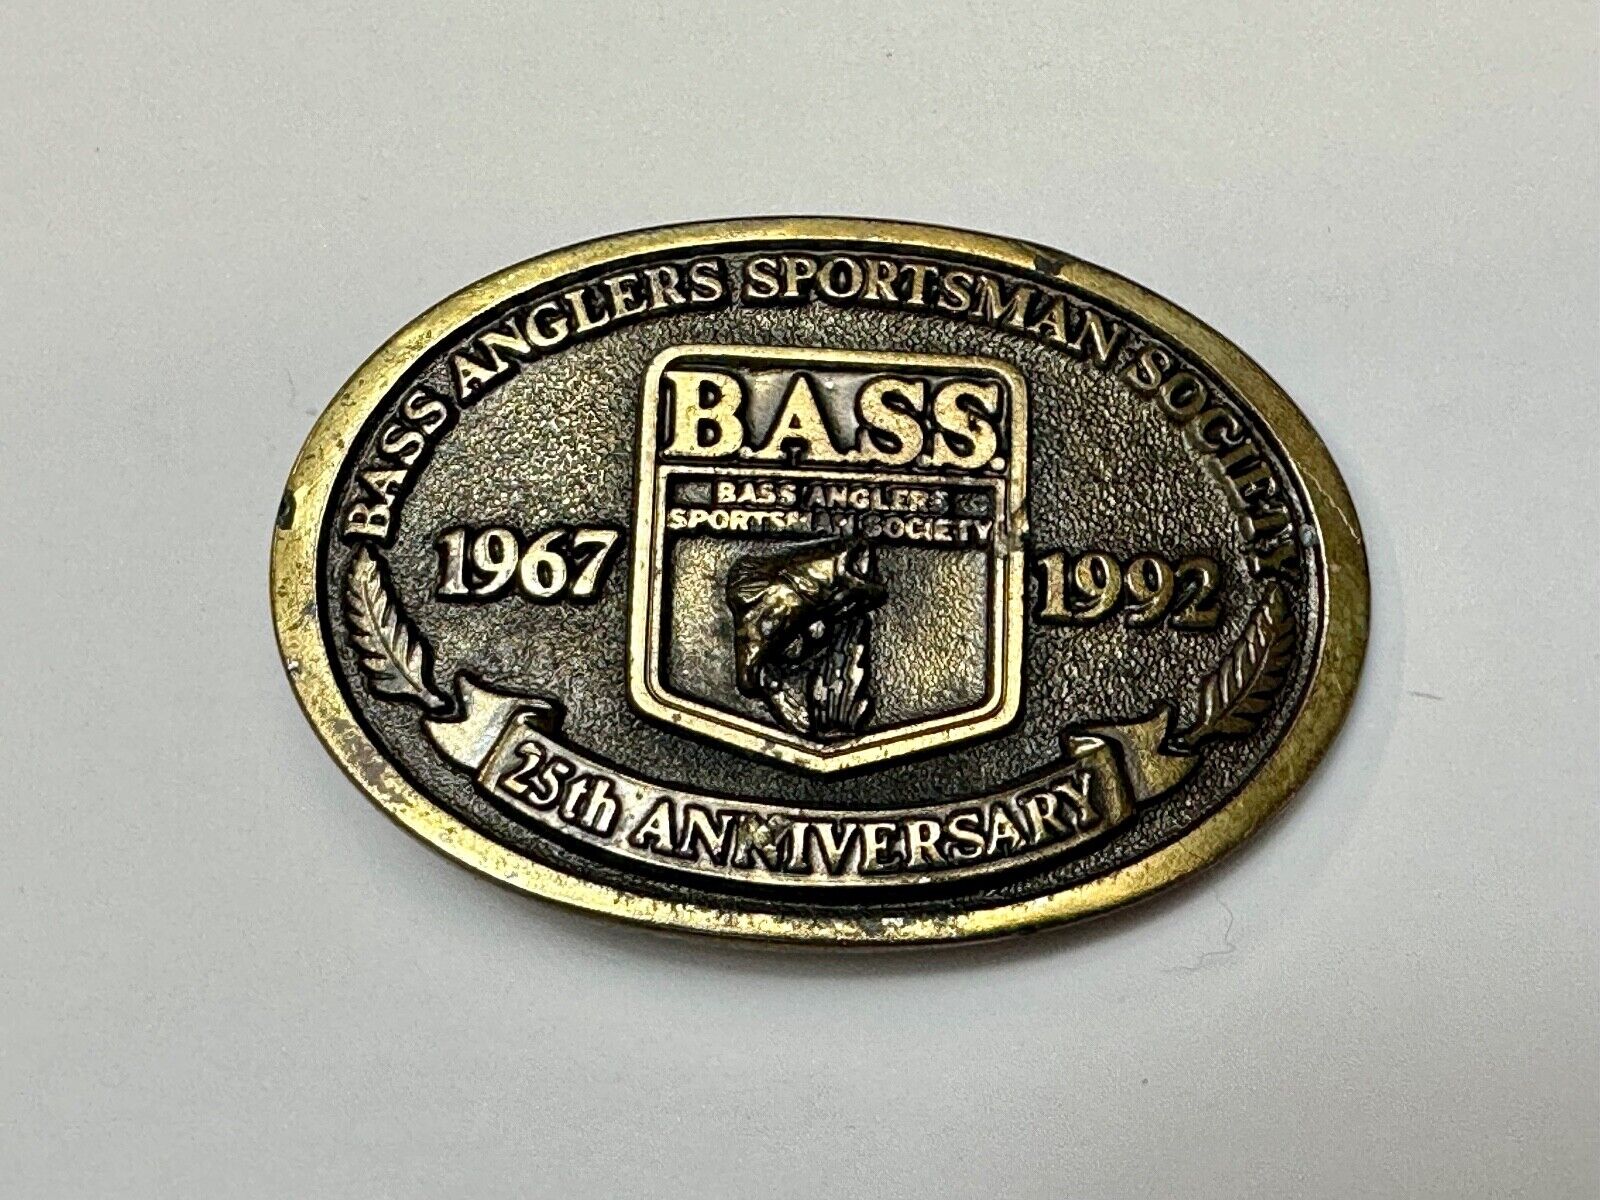 BASS ANGLERS SPORTSMAN SOCIETY
B.A.S.S.
BASS ANGLERS
SPORTSMAN SOCIETY
1967
1992
25th ANNIVERSARY